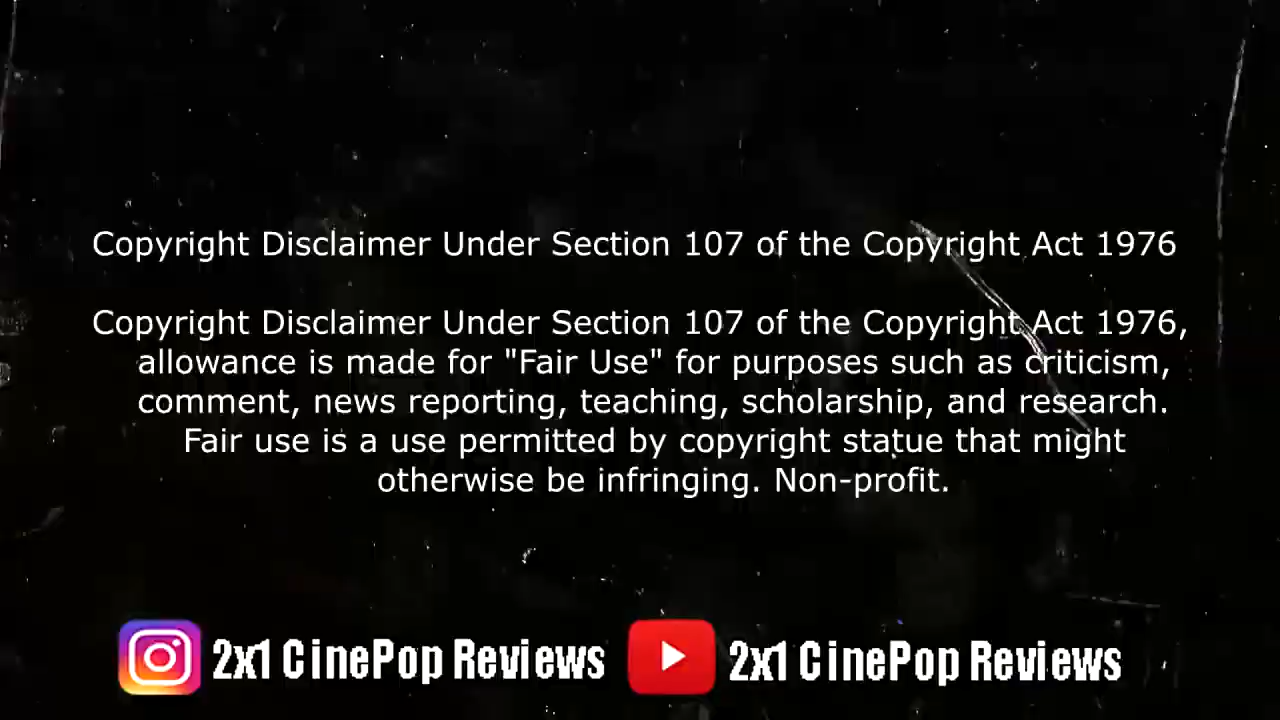 Copyright Disclaimer Under Section 107 of the Copyright Act 1976
Copyright Disclaimer Under Section 107 of the Copyright Act 1976,
allowance is made for "Fair Use" for purposes such as criticism,
comment, news reporting, teaching, scholarship, and research.
Fair use is a use permitted by copyright statue that might
otherwise be infringing. Non-profit.
2x1 CinePop Reviews 2x1 CinePop Reviews